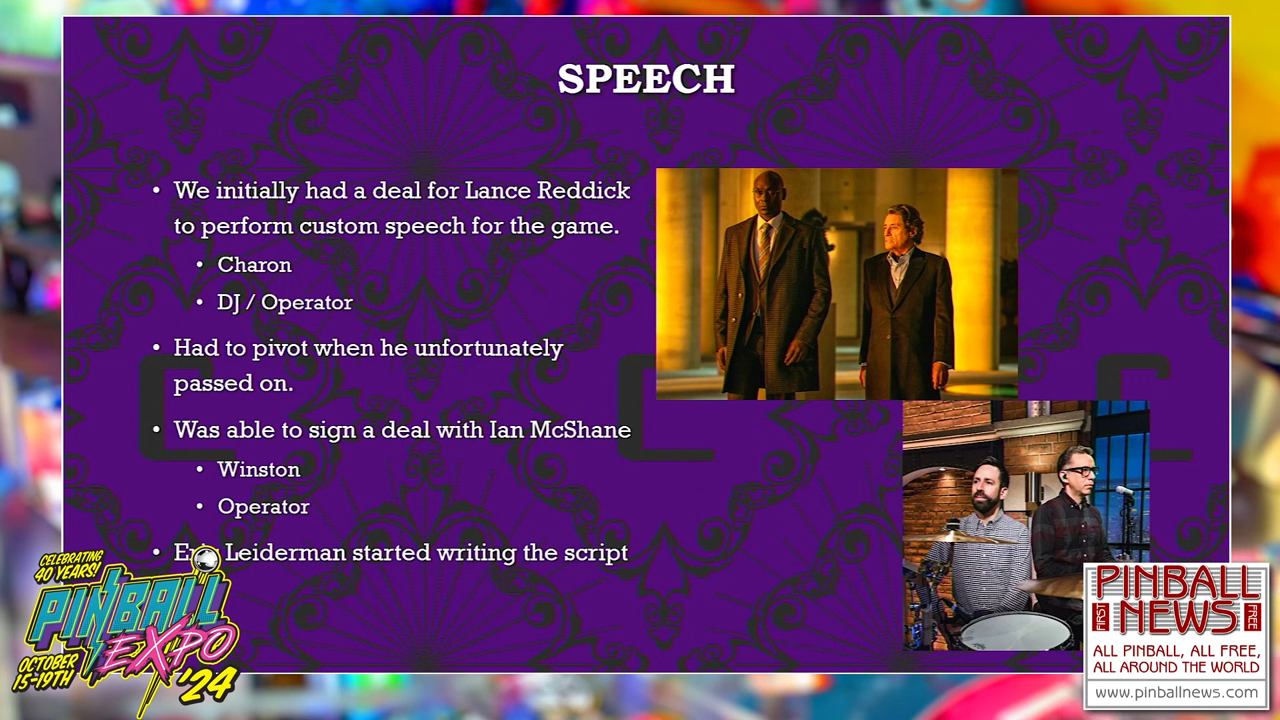 SPEECH
• We initially had a deal for Lance Reddick
to perform custom speech for the game.
• Charon
• DJ / Operator
• Had to pivot when he unfortunately
passed on.
• Was able to sign a deal with Ian McShane
• Winston
• Operator
• Leiderman started writing the script
CELEBRATING
40 YEARS!
PINBALL
EXPO
OCTOBER
15-19TH
'24
PINBALL
FIRST NEWS FREE
ALL PINBALL, ALL FREE,
ALL AROUND THE WORLD
www.pinballnews.com